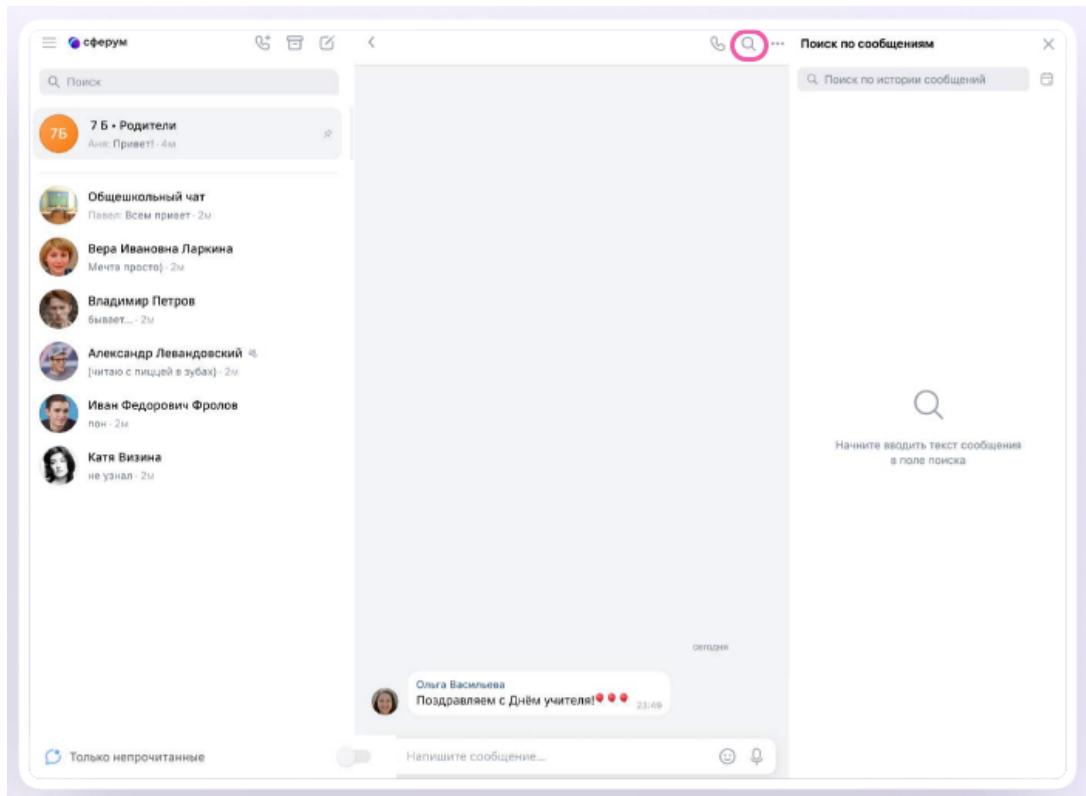 сферум
Поиск
7Б
7 Б • Родители
Аня: Привет! · 4м
Общешкольный чат
Павел: Всем привет · 2м
Вера Ивановна Ларкина
Мечта просто) · 2м
Владимир Петров
бывает... · 2м
Александр Левандовский
(читаю с пиццей в зубах) · 2м
Иван Федорович Фролов
пон · 2м
Катя Визина
не узнал · 2м
Только непрочитанные
сегодня
Ольга Васильева
Поздравляем с Днём учителя!🎈🎈🎈 23:49
Напишите сообщение...
Поиск по сообщениям
Поиск по истории сообщений
Начните вводить текст сообщения
в поле поиска